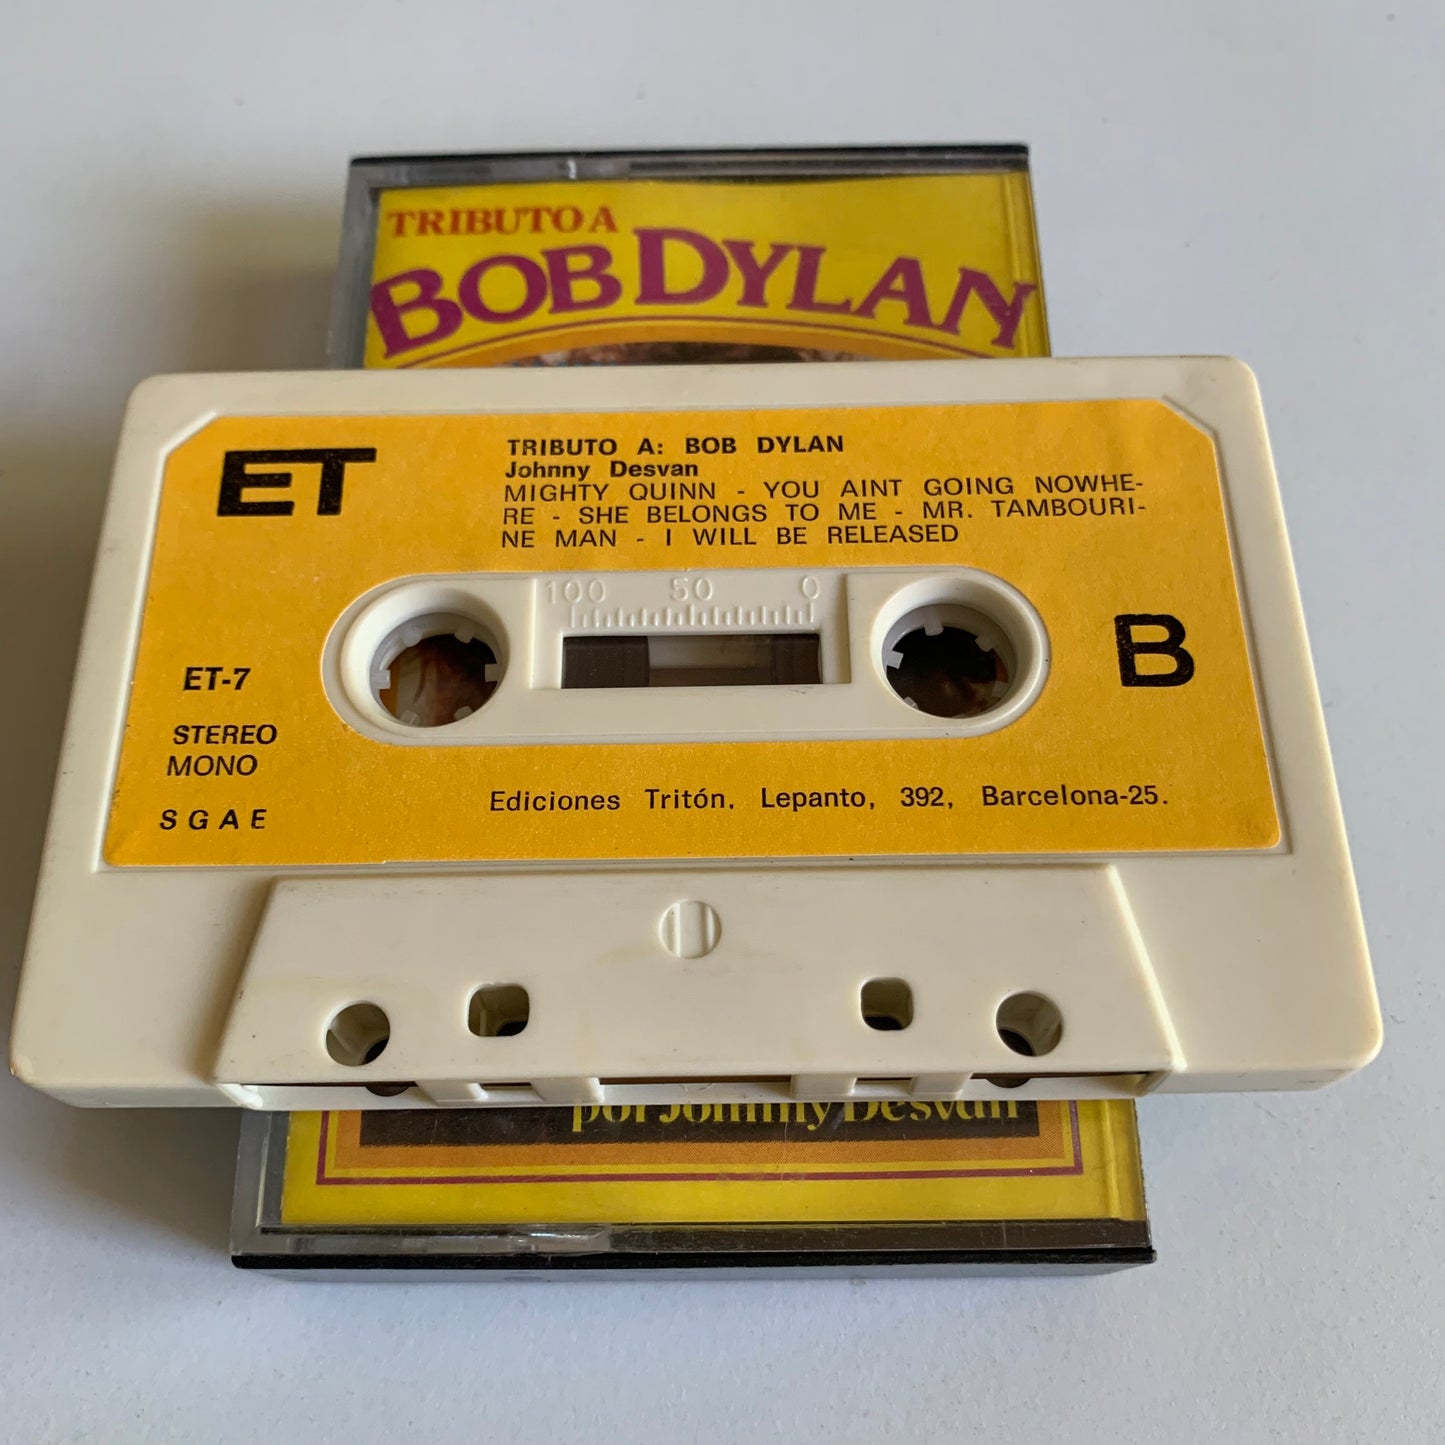 TRIBUTO A
BOB DYLAN
ET
TRIBUTO A: BOB DYLAN
Johnny Desvan
MIGHTY QUINN - YOU AINT GOING NOWHE-
RE - SHE BELONGS TO ME - MR. TAMBOURI-
NE MAN - I WILL BE RELEASED
100 50 0
B
ET-7
STEREO
MONO
SGAE
Ediciones Tritón. Lepanto, 392, Barcelona-25.
por Johnny Desván